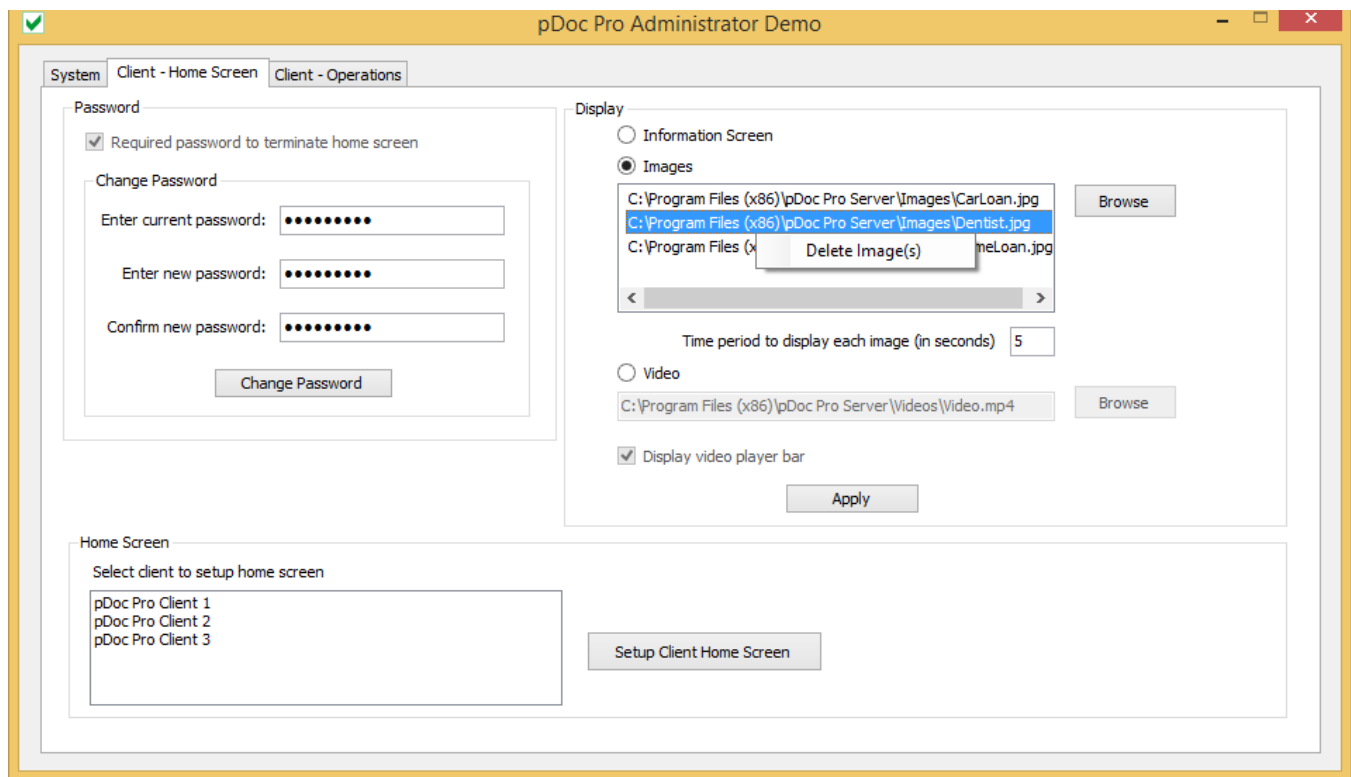 pDoc Pro Administrator Demo
System Client - Home Screen Client - Operations
Password
Required password to terminate home screen
Change Password
Enter current password: •••••••••
Enter new password: •••••••••
Confirm new password: •••••••••
Change Password
Display
Information Screen
Images
C:\Program Files (x86)\pDoc Pro Server\Images\CarLoan.jpg
Browse
C:\Program Files (x86)\pDoc Pro Server\Images\Dentist.jpg
C:\Program Files (x meLoan.jpg
Delete Image(s)
Time period to display each image (in seconds) 5
Video
C:\Program Files (x86)\pDoc Pro Server\Videos\Video.mp4
Browse
Display video player bar
Apply
Home Screen
Select client to setup home screen
pDoc Pro Client 1
pDoc Pro Client 2
pDoc Pro Client 3
Setup Client Home Screen